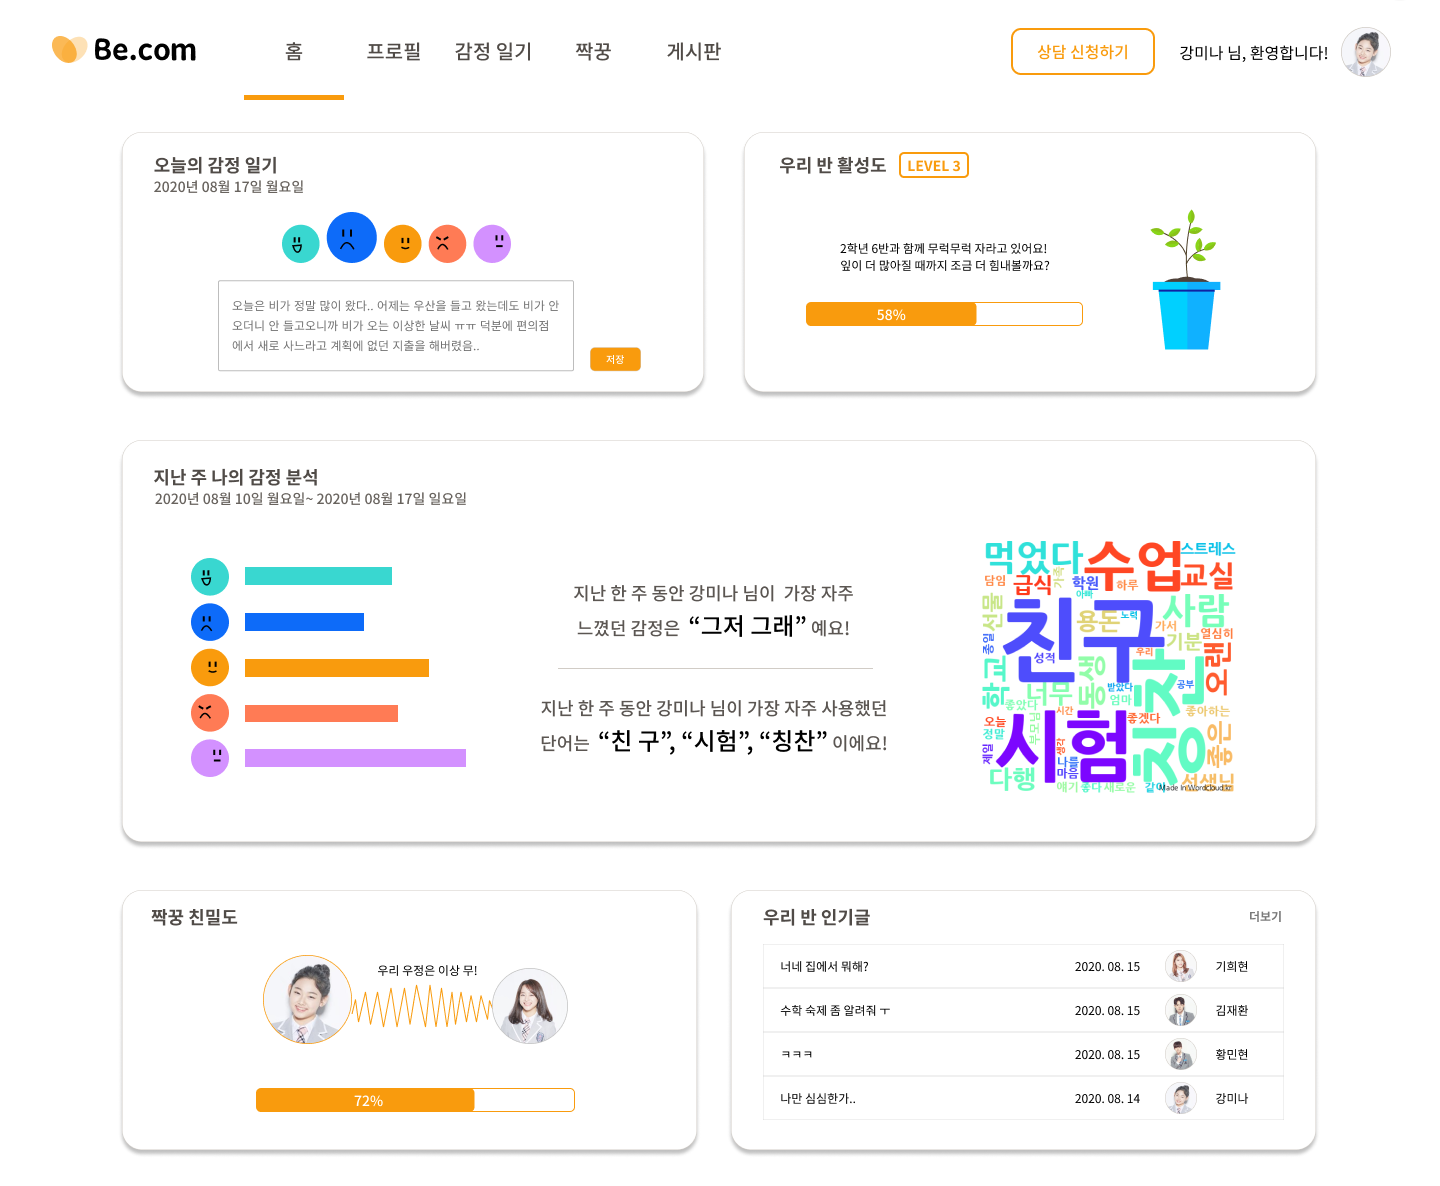 Be.com
홈
프로필
감정 일기
짝꿍
게시판
상담 신청하기
강미나 님, 환영합니다!
오늘의 감정 일기
2020년 08월 17일 월요일
오늘은 비가 정말 많이 왔다.. 어제는 우산을 들고 왔는데도 비가 안
오더니 안 들고오니까 비가 오는 이상한 날씨 ㅠㅠ 덕분에 편의점
에서 새로 사느라고 계획에 없던 지출을 해버렸음..
저장
우리 반 활성도
LEVEL 3
2학년 6반과 함께 무럭무럭 자라고 있어요!
잎이 더 많아질 때까지 조금 더 힘내볼까요?
58%
지난 주 나의 감정 분석
2020년 08월 10일 월요일~ 2020년 08월 17일 일요일
지난 한 주 동안 강미나 님이 가장 자주
느꼈던 감정은 “그저 그래” 예요!
지난 한 주 동안 강미나 님이 가장 자주 사용했던
단어는 “친 구”, “시험”, “칭찬” 이에요!
먹었다
수업
스트레스
담임
급식
가족
학원
하루
교실
아빠
선물
친구
용돈
노력
사람
가서
열심히
종일
성적
우리
기분
오랜
학교
너무
동생
칭찬
받았다
공부
엄마
좋았다
부모님
시간
좋겠다
좋아하는
오늘
정말
시험
생각
좋은
제일
나를
마음
다행
얘기
좋다
새로운
같이
선생님
Made in WordCloud.kr
짝꿍 친밀도
우리 우정은 이상 무!
72%
우리 반 인기글
더보기
너네 집에서 뭐해?
2020. 08. 15
기희현
수학 숙제 좀 알려줘 ㅜ
2020. 08. 15
김재환
ㅋㅋㅋ
2020. 08. 15
황민현
나만 심심한가..
2020. 08. 14
강미나